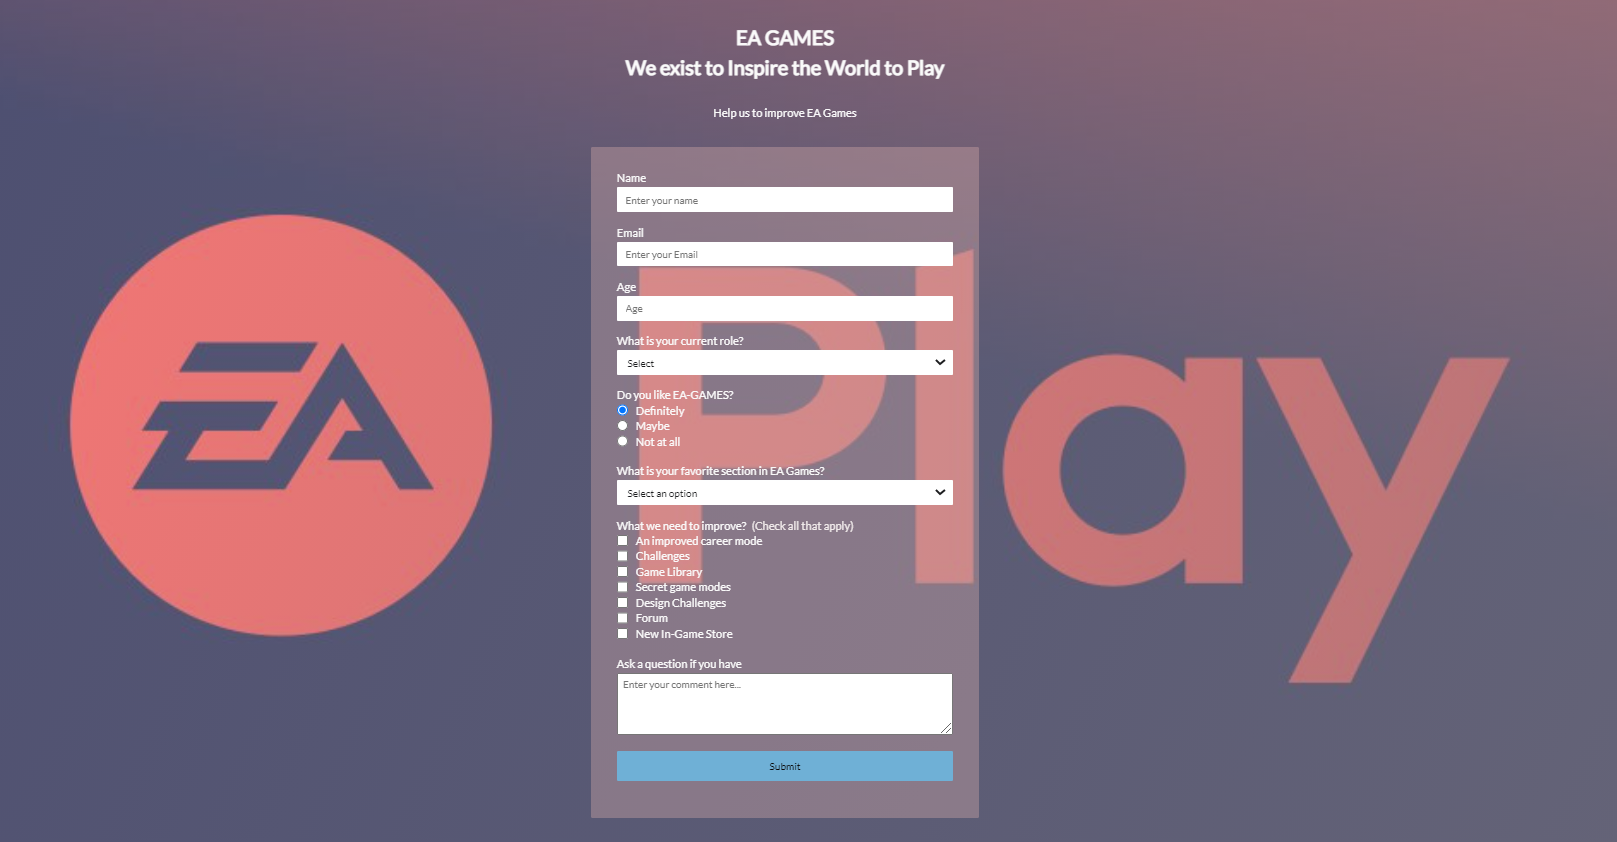 EA GAMES
We exist to Inspire the World to Play
Help us to improve EA Games
Name
Enter your name
Email
Enter your Email
Age
Age
What is your current role?
Select
Do you like EA-GAMES?
Definitely
Maybe
Not at all
What is your favorite section in EA Games?
Select an option
What we need to improve? (Check all that apply)
An improved career mode
Challenges
Game Library
Secret game modes
Design Challenges
Forum
New In-Game Store
Ask a question if you have
Enter your comment here...
Submit
EA Play